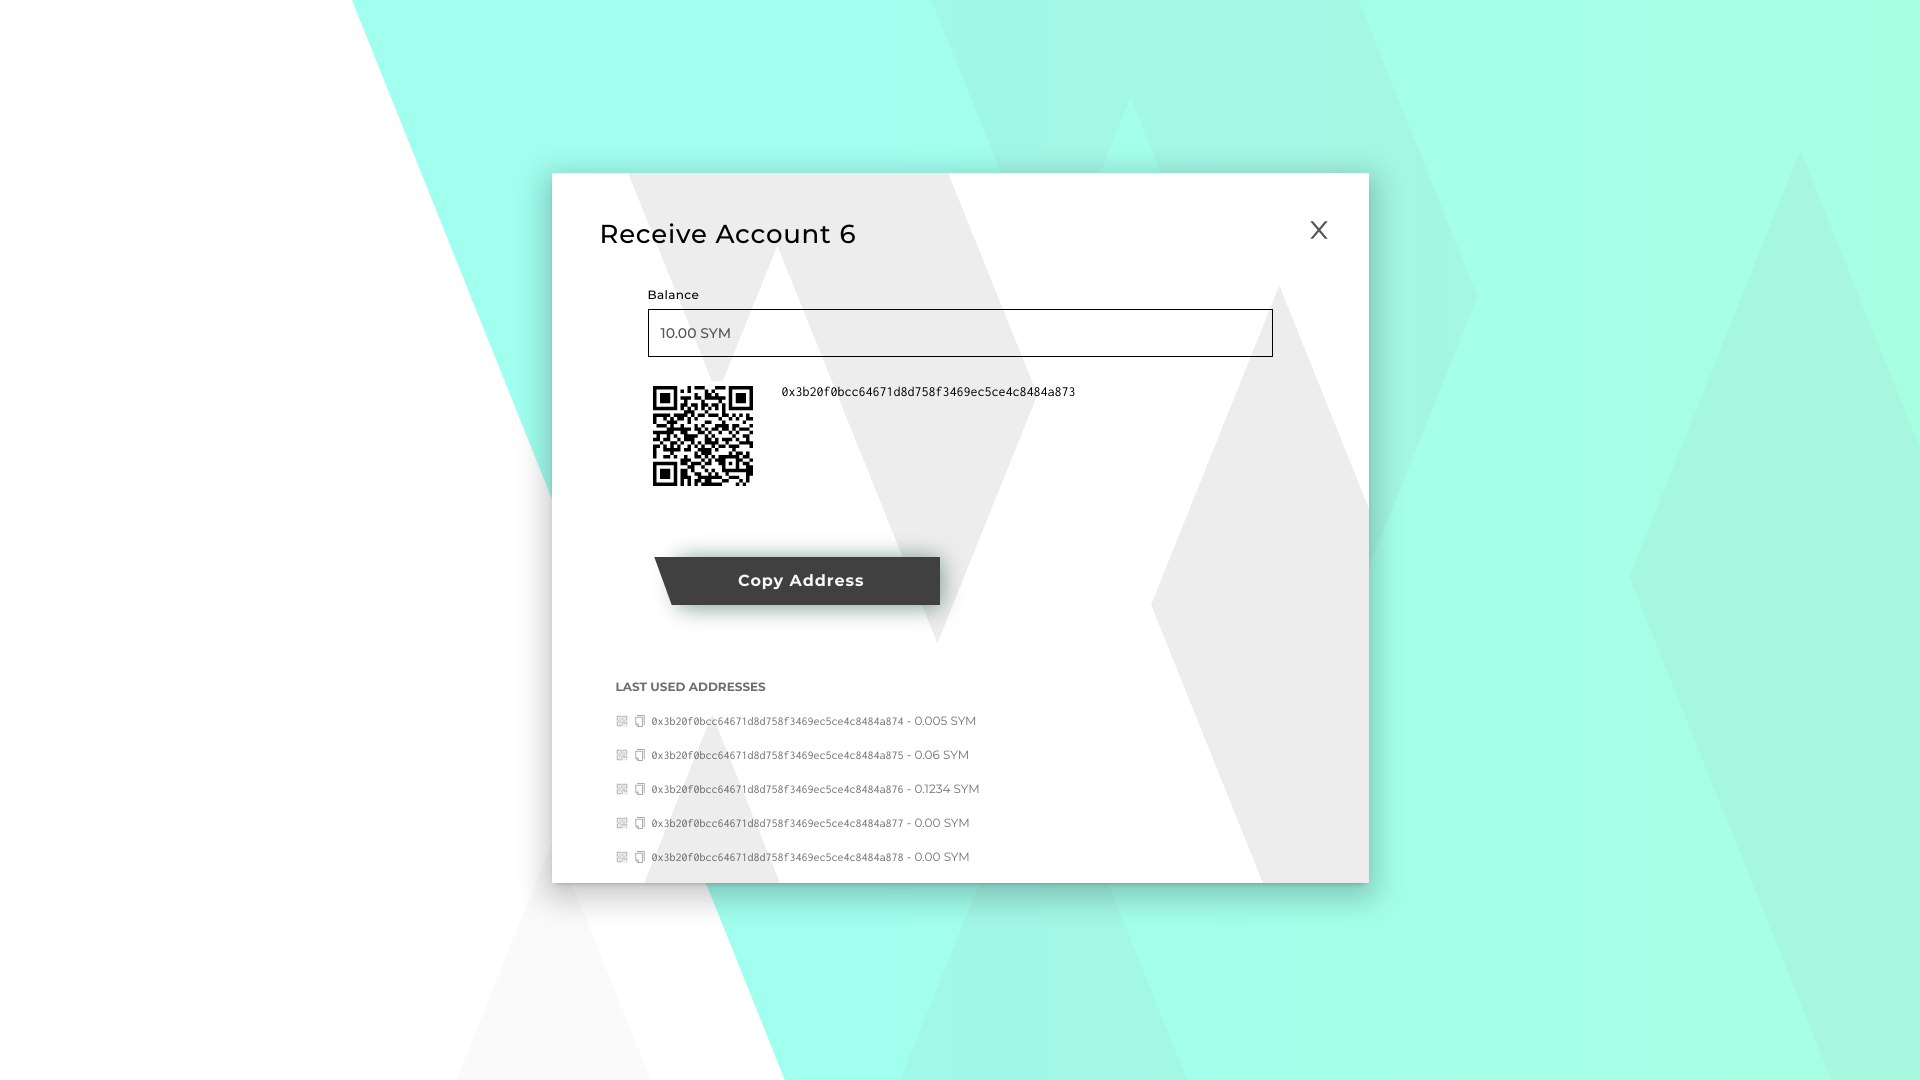 Receive Account 6
X
Balance
10.00 SYM
0x3b20f0bcc64671d8d758f3469ec5ce4c8484a873
Copy Address
LAST USED ADDRESSES
0x3b20f0bcc64671d8d758f3469ec5ce4c8484a874 - 0.005 SYM
0x3b20f0bcc64671d8d758f3469ec5ce4c8484a875 - 0.06 SYM
0x3b20f0bcc64671d8d758f3469ec5ce4c8484a876 - 0.1234 SYM
0x3b20f0bcc64671d8d758f3469ec5ce4c8484a877 - 0.00 SYM
0x3b20f0bcc64671d8d758f3469ec5ce4c8484a878 - 0.00 SYM